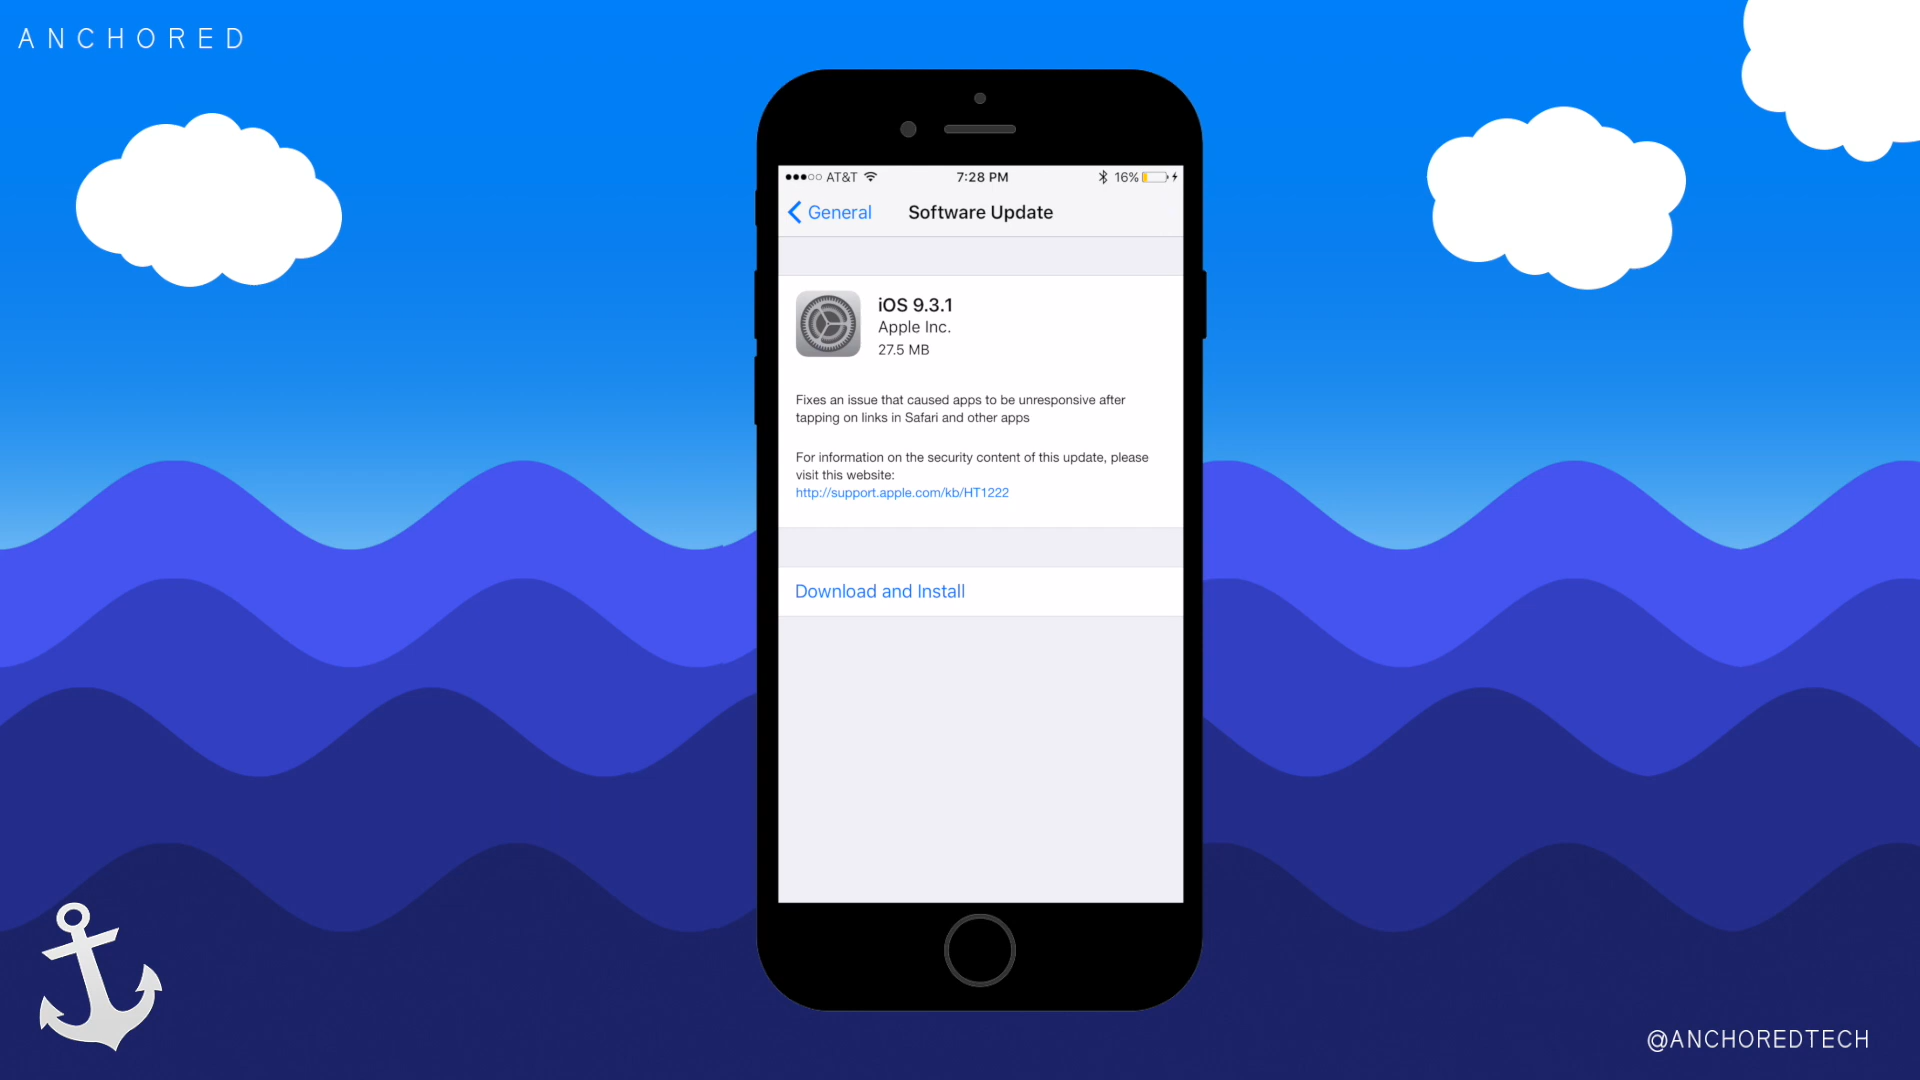 ANCHORED
AT&T 7:28 PM 16%
General Software Update
iOS 9.3.1
Apple Inc.
27.5 MB
Fixes an issue that caused apps to be unresponsive after
tapping on links in Safari and other apps
For information on the security content of this update, please
visit this website:
http://support.apple.com/kb/HT1222
Download and Install
@ANCHOREDTECH